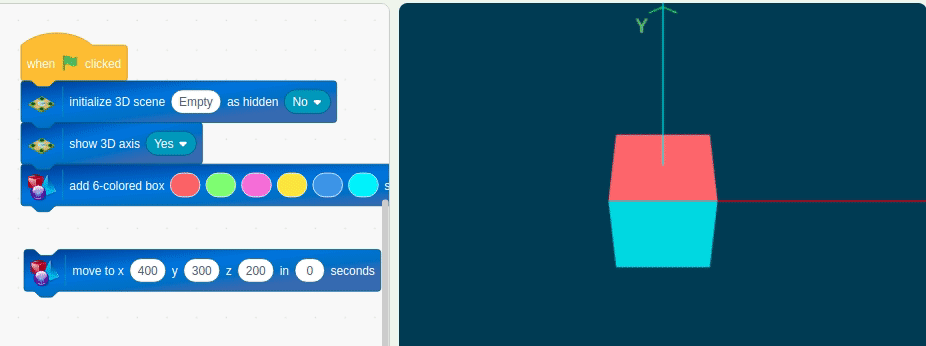 when clicked
initialize 3D scene Empty as hidden No
show 3D axis Yes
add 6-colored box s
move to x 400 y 300 z 200 in 0 seconds
Y